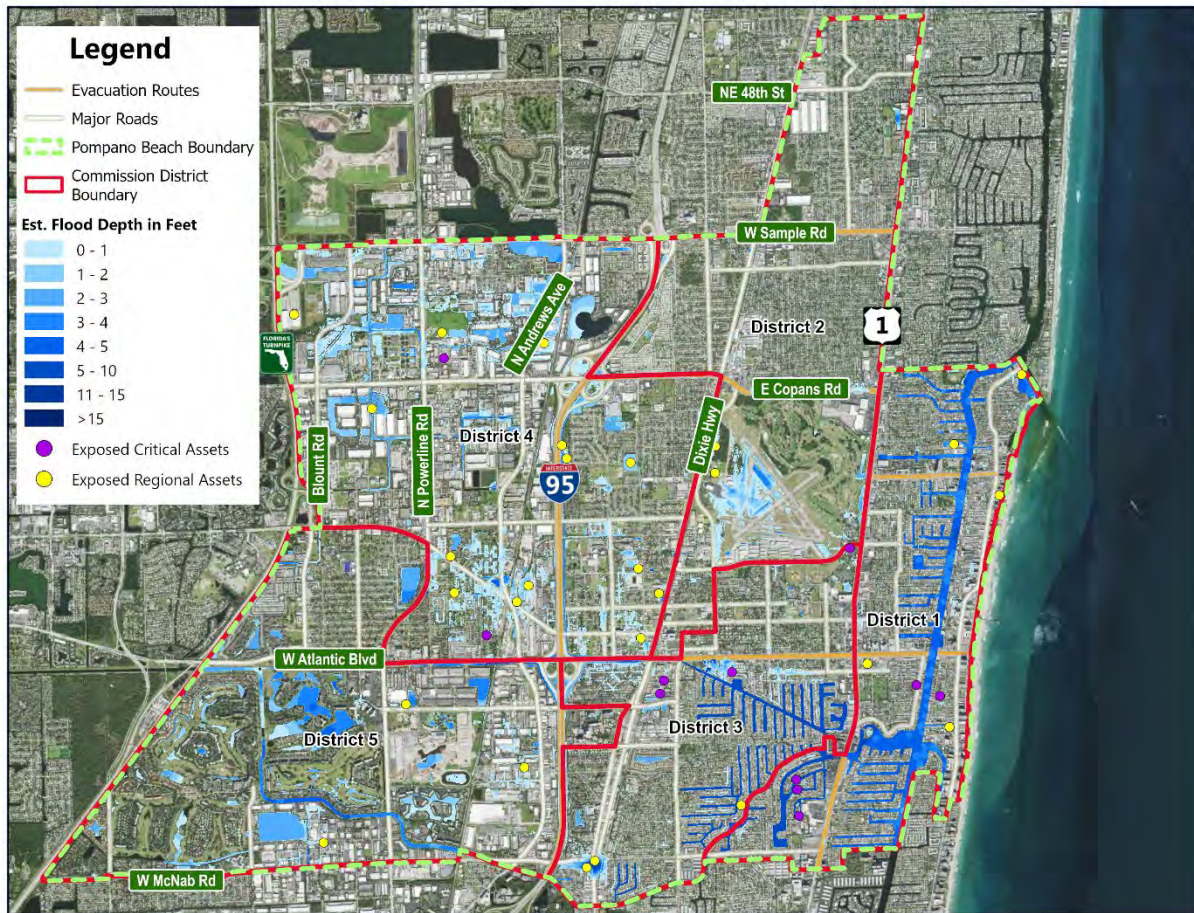 Legend
Evacuation Routes
Major Roads
Pompano Beach Boundary
Commission District
Boundary
Est. Flood Depth in Feet
0 - 1
1 - 2
2 - 3
3 - 4
4 - 5
5 - 10
11 - 15
>15
Exposed Critical Assets
Exposed Regional Assets
NE 48th St
W Sample Rd
N Andrews Ave
District 2
1
FLORIDA'S
TURNPIKE
E Copans Rd
Blount Rd
N Powerline Rd
District 4
Dixie Hwy
INTERSTATE
95
District 1
W Atlantic Blvd
District 3
District 5
W McNab Rd